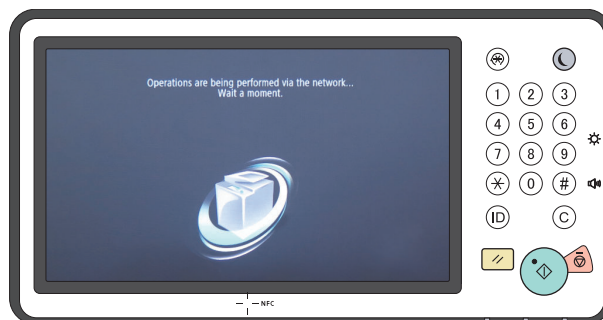 Operations are being performed via the network...
Wait a moment.
1 2 3
4 5 6
7 8 9
* 0 #
ID C
NFC